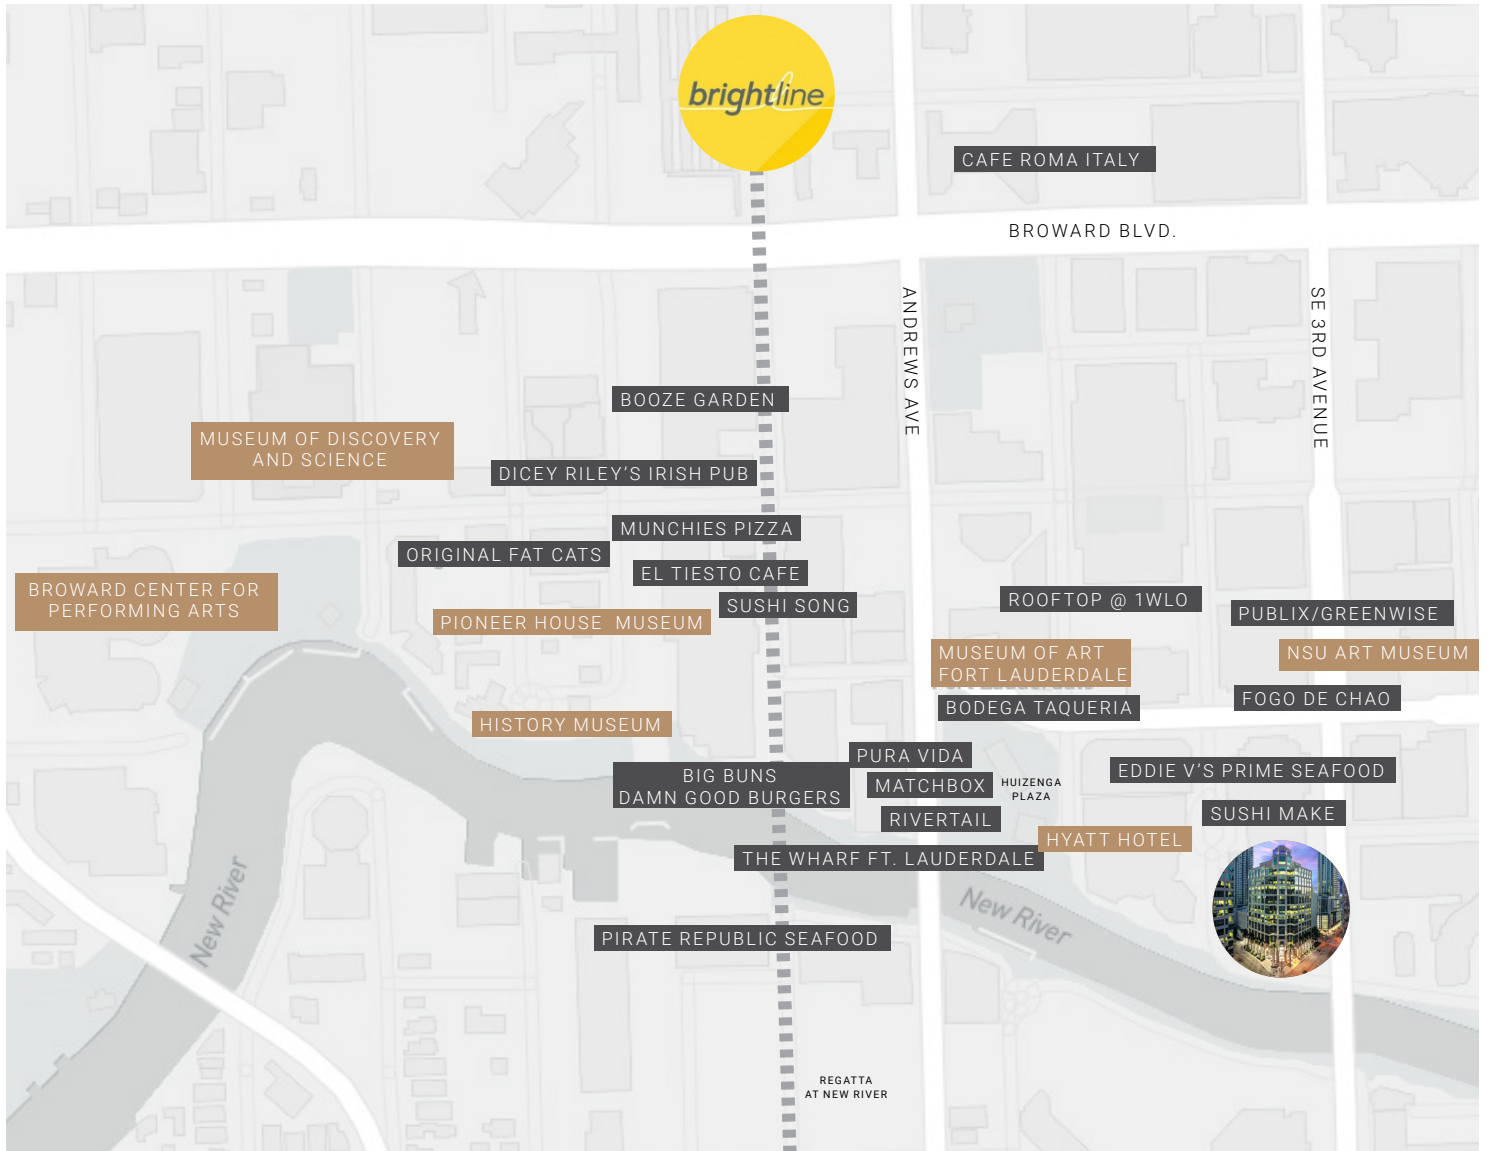 brightline
CAFE ROMA ITALY
BROWARD BLVD.
ANDREWS AVE
SE 3RD AVENUE
BOOZE GARDEN
MUSEUM OF DISCOVERY
AND SCIENCE
DICEY RILEY’S IRISH PUB
MUNCHIES PIZZA
ORIGINAL FAT CATS
EL TIESTO CAFE
BROWARD CENTER FOR
PERFORMING ARTS
SUSHI SONG
PIONEER HOUSE MUSEUM
ROOFTOP @ 1WLO
PUBLIX/GREENWISE
MUSEUM OF ART
FORT LAUDERDALE
NSU ART MUSEUM
BODEGA TAQUERIA
FOGO DE CHAO
HISTORY MUSEUM
PURA VIDA
BIG BUNS
DAMN GOOD BURGERS
MATCHBOX
HUIZENGA
PLAZA
EDDIE V’S PRIME SEAFOOD
RIVERTAIL
SUSHI MAKE
HYATT HOTEL
THE WHARF FT. LAUDERDALE
New River
New River
PIRATE REPUBLIC SEAFOOD
REGATTA
AT NEW RIVER